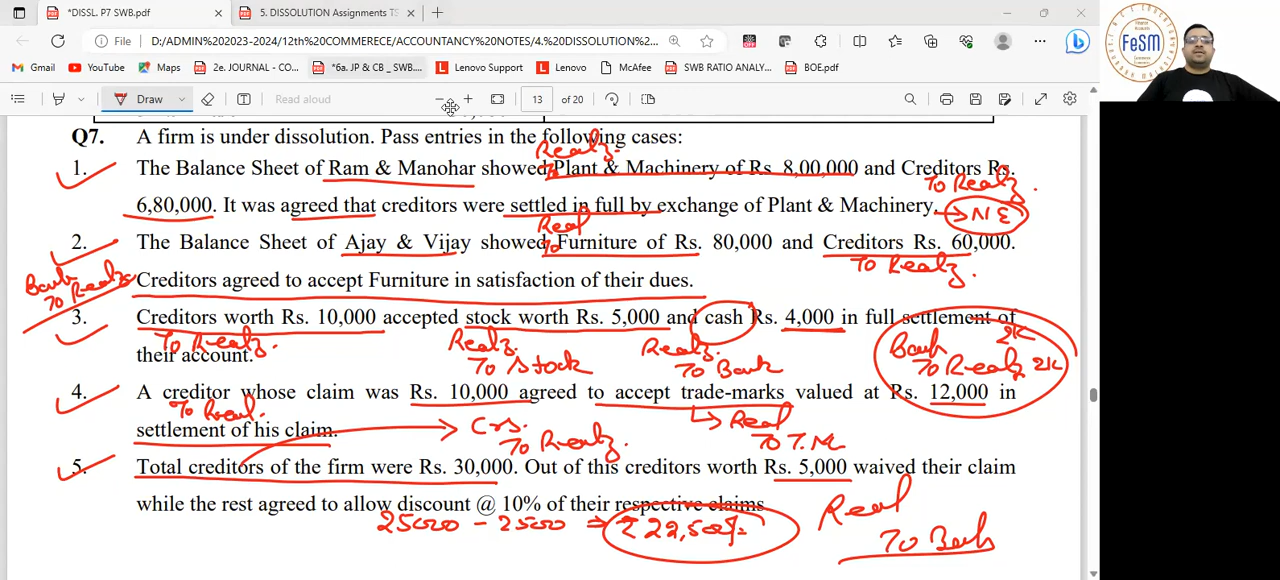 *DISSL. P7 SWB.pdf
5. DISSOLUTION Assignments TS
File D:/ADMIN%202023-2024/12th%20COMMERECE/ACCOUNTANCY%20NOTES/4.%20DISSOLUTION%...
Gmail YouTube Maps 2e. JOURNAL - CO... *6a. JP & CB _ SWB.... Lenovo Support Lenovo McAfee SWB RATIO ANALY... BOE.pdf
Draw Read aloud 13 of 20
FeSM
Q7. A firm is under dissolution. Pass entries in the following cases:
Realz.
To
1. The Balance Sheet of Ram & Manohar showed Plant & Machinery of Rs. 8,00,000 and Creditors Rs.
To Realz.
6,80,000. It was agreed that creditors were settled in full by exchange of Plant & Machinery. → NE
Real
To
2. The Balance Sheet of Ajay & Vijay showed Furniture of Rs. 80,000 and Creditors Rs. 60,000.
To Realz.
Bank
To Realz
Creditors agreed to accept Furniture in satisfaction of their dues.
3. Creditors worth Rs. 10,000 accepted stock worth Rs. 5,000 and cash Rs. 4,000 in full settlement of
To Realz.
Realz.
To Stock
Realz.
To Bank
Bank 2K
To Realz 2K
their account.
4. A creditor whose claim was Rs. 10,000 agreed to accept trade-marks valued at Rs. 12,000 in
To Real.
settlement of his claim.
Crs.
To Realz.
Real
To T.M
5. Total creditors of the firm were Rs. 30,000. Out of this creditors worth Rs. 5,000 waived their claim
while the rest agreed to allow discount @ 10% of their respective claims.
25000 - 2500 ⇒ ₹22,500/-
Real
To Bank